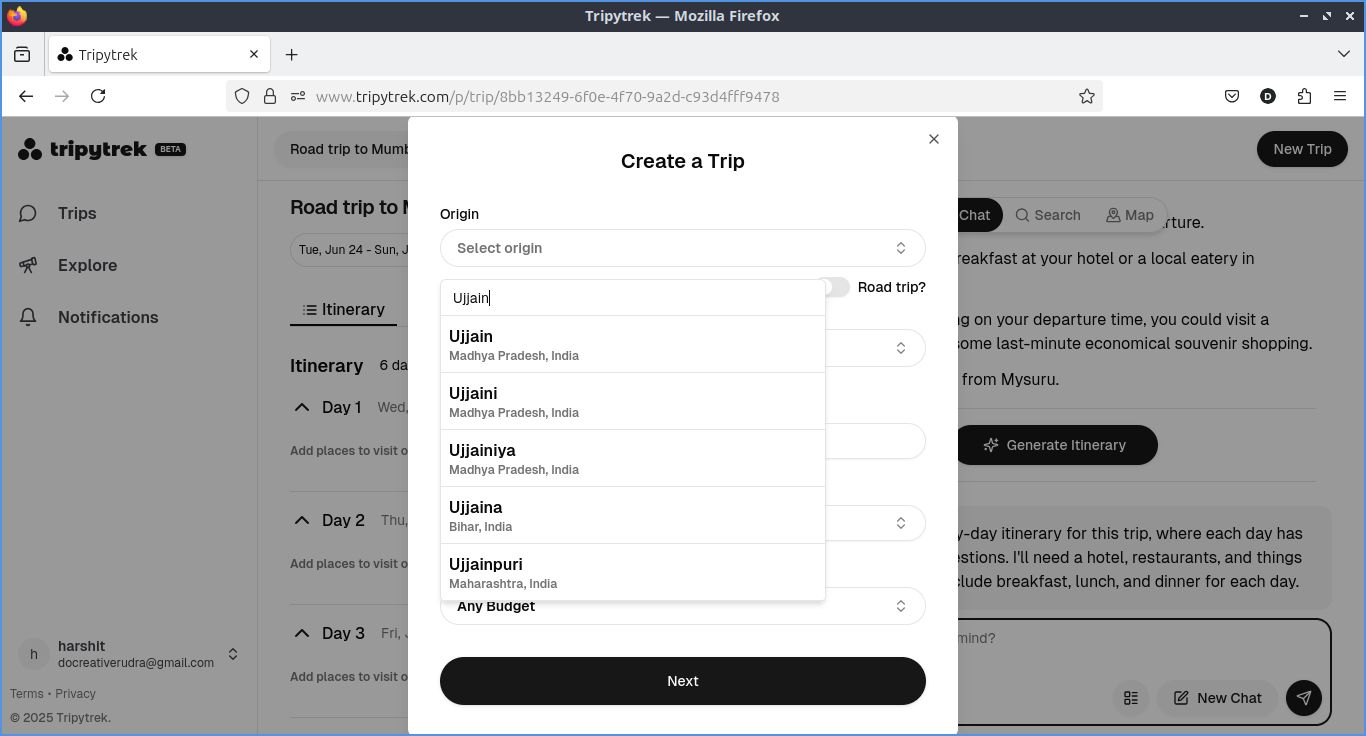 Tripytrek — Mozilla Firefox
Tripytrek
www.tripytrek.com/p/trip/8bb13249-6f0e-4f70-9a2d-c93d4fff9478
D
tripytrek BETA
Trips
Explore
Notifications
h
harshit
docreativerudra@gmail.com
Terms • Privacy
© 2025 Tripytrek.
Road trip to Mumb
New Trip
Road trip to M
Tue, Jun 24 - Sun, J
Itinerary
Itinerary 6 da
Day 1 Wed,
Add places to visit o
Day 2 Thu,
Add places to visit o
Day 3 Fri,
Add places to visit o
Create a Trip
Origin
Select origin
Road trip?
Ujjain
Ujjain
Madhya Pradesh, India
Ujjaini
Madhya Pradesh, India
Ujjainiya
Madhya Pradesh, India
Ujjaina
Bihar, India
Ujjainpuri
Maharashtra, India
Any Budget
Next
Chat
Search
Map
rture.
reakfast at your hotel or a local eatery in
ng on your departure time, you could visit a
some last-minute economical souvenir shopping.
from Mysuru.
Generate Itinerary
y-day itinerary for this trip, where each day has
estions. I'll need a hotel, restaurants, and things
clude breakfast, lunch, and dinner for each day.
mind?
New Chat